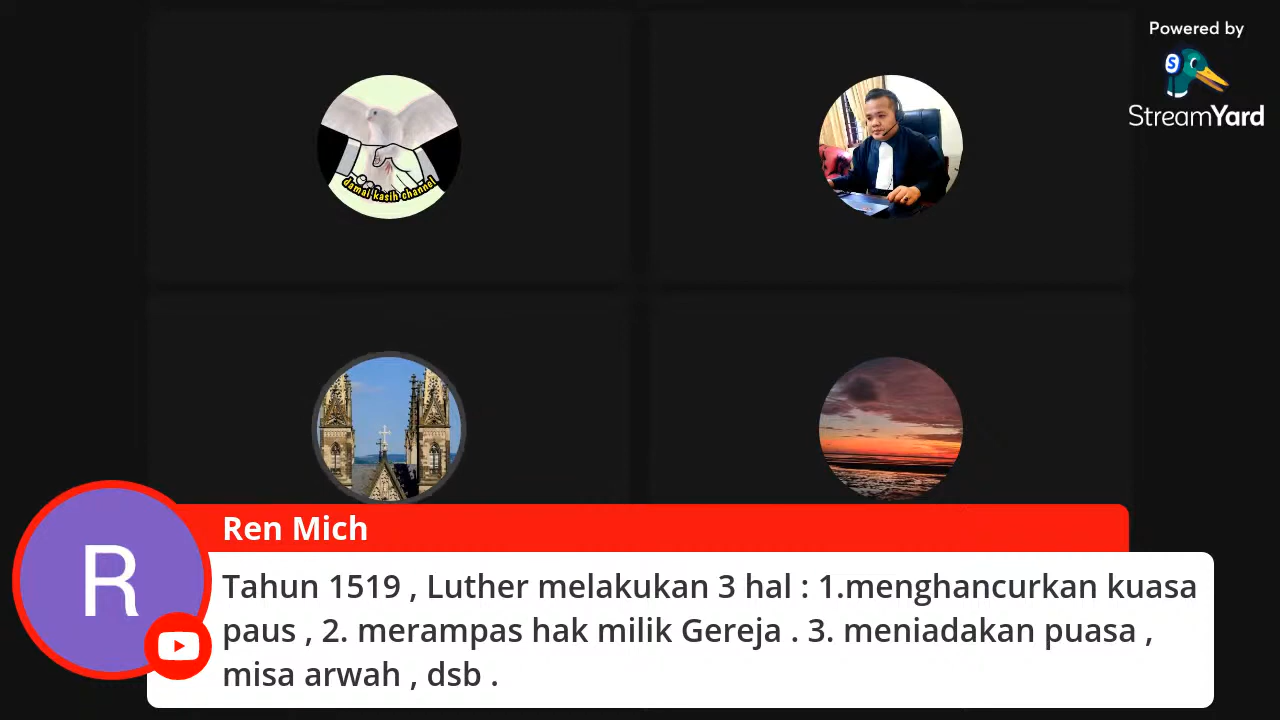 Powered by
S
StreamYard
damai kasih channel
Ren Mich
R
Tahun 1519 , Luther melakukan 3 hal : 1.menghancurkan kuasa
paus , 2. merampas hak milik Gereja . 3. meniadakan puasa ,
misa arwah , dsb .